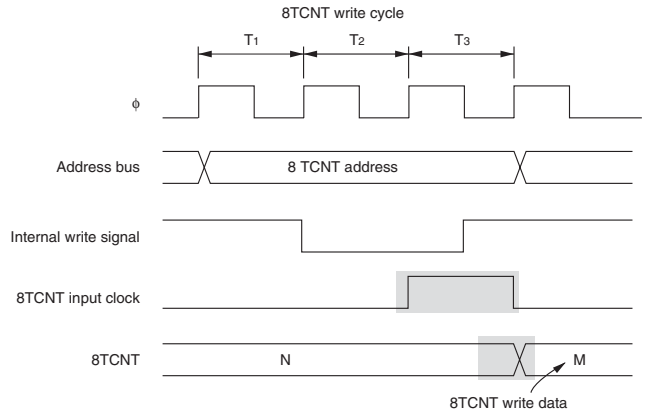 8TCNT write cycle
T1 T2 T3
ϕ
Address bus 8 TCNT address
Internal write signal
8TCNT input clock
8TCNT N M
8TCNT write data